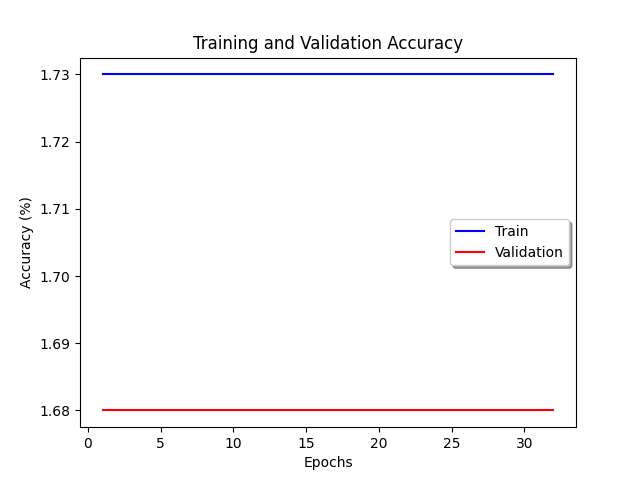 Training and Validation Accuracy
Accuracy (%)
1.73
1.72
1.71
1.70
1.69
1.68
Train
Validation
0 5 10 15 20 25 30
Epochs